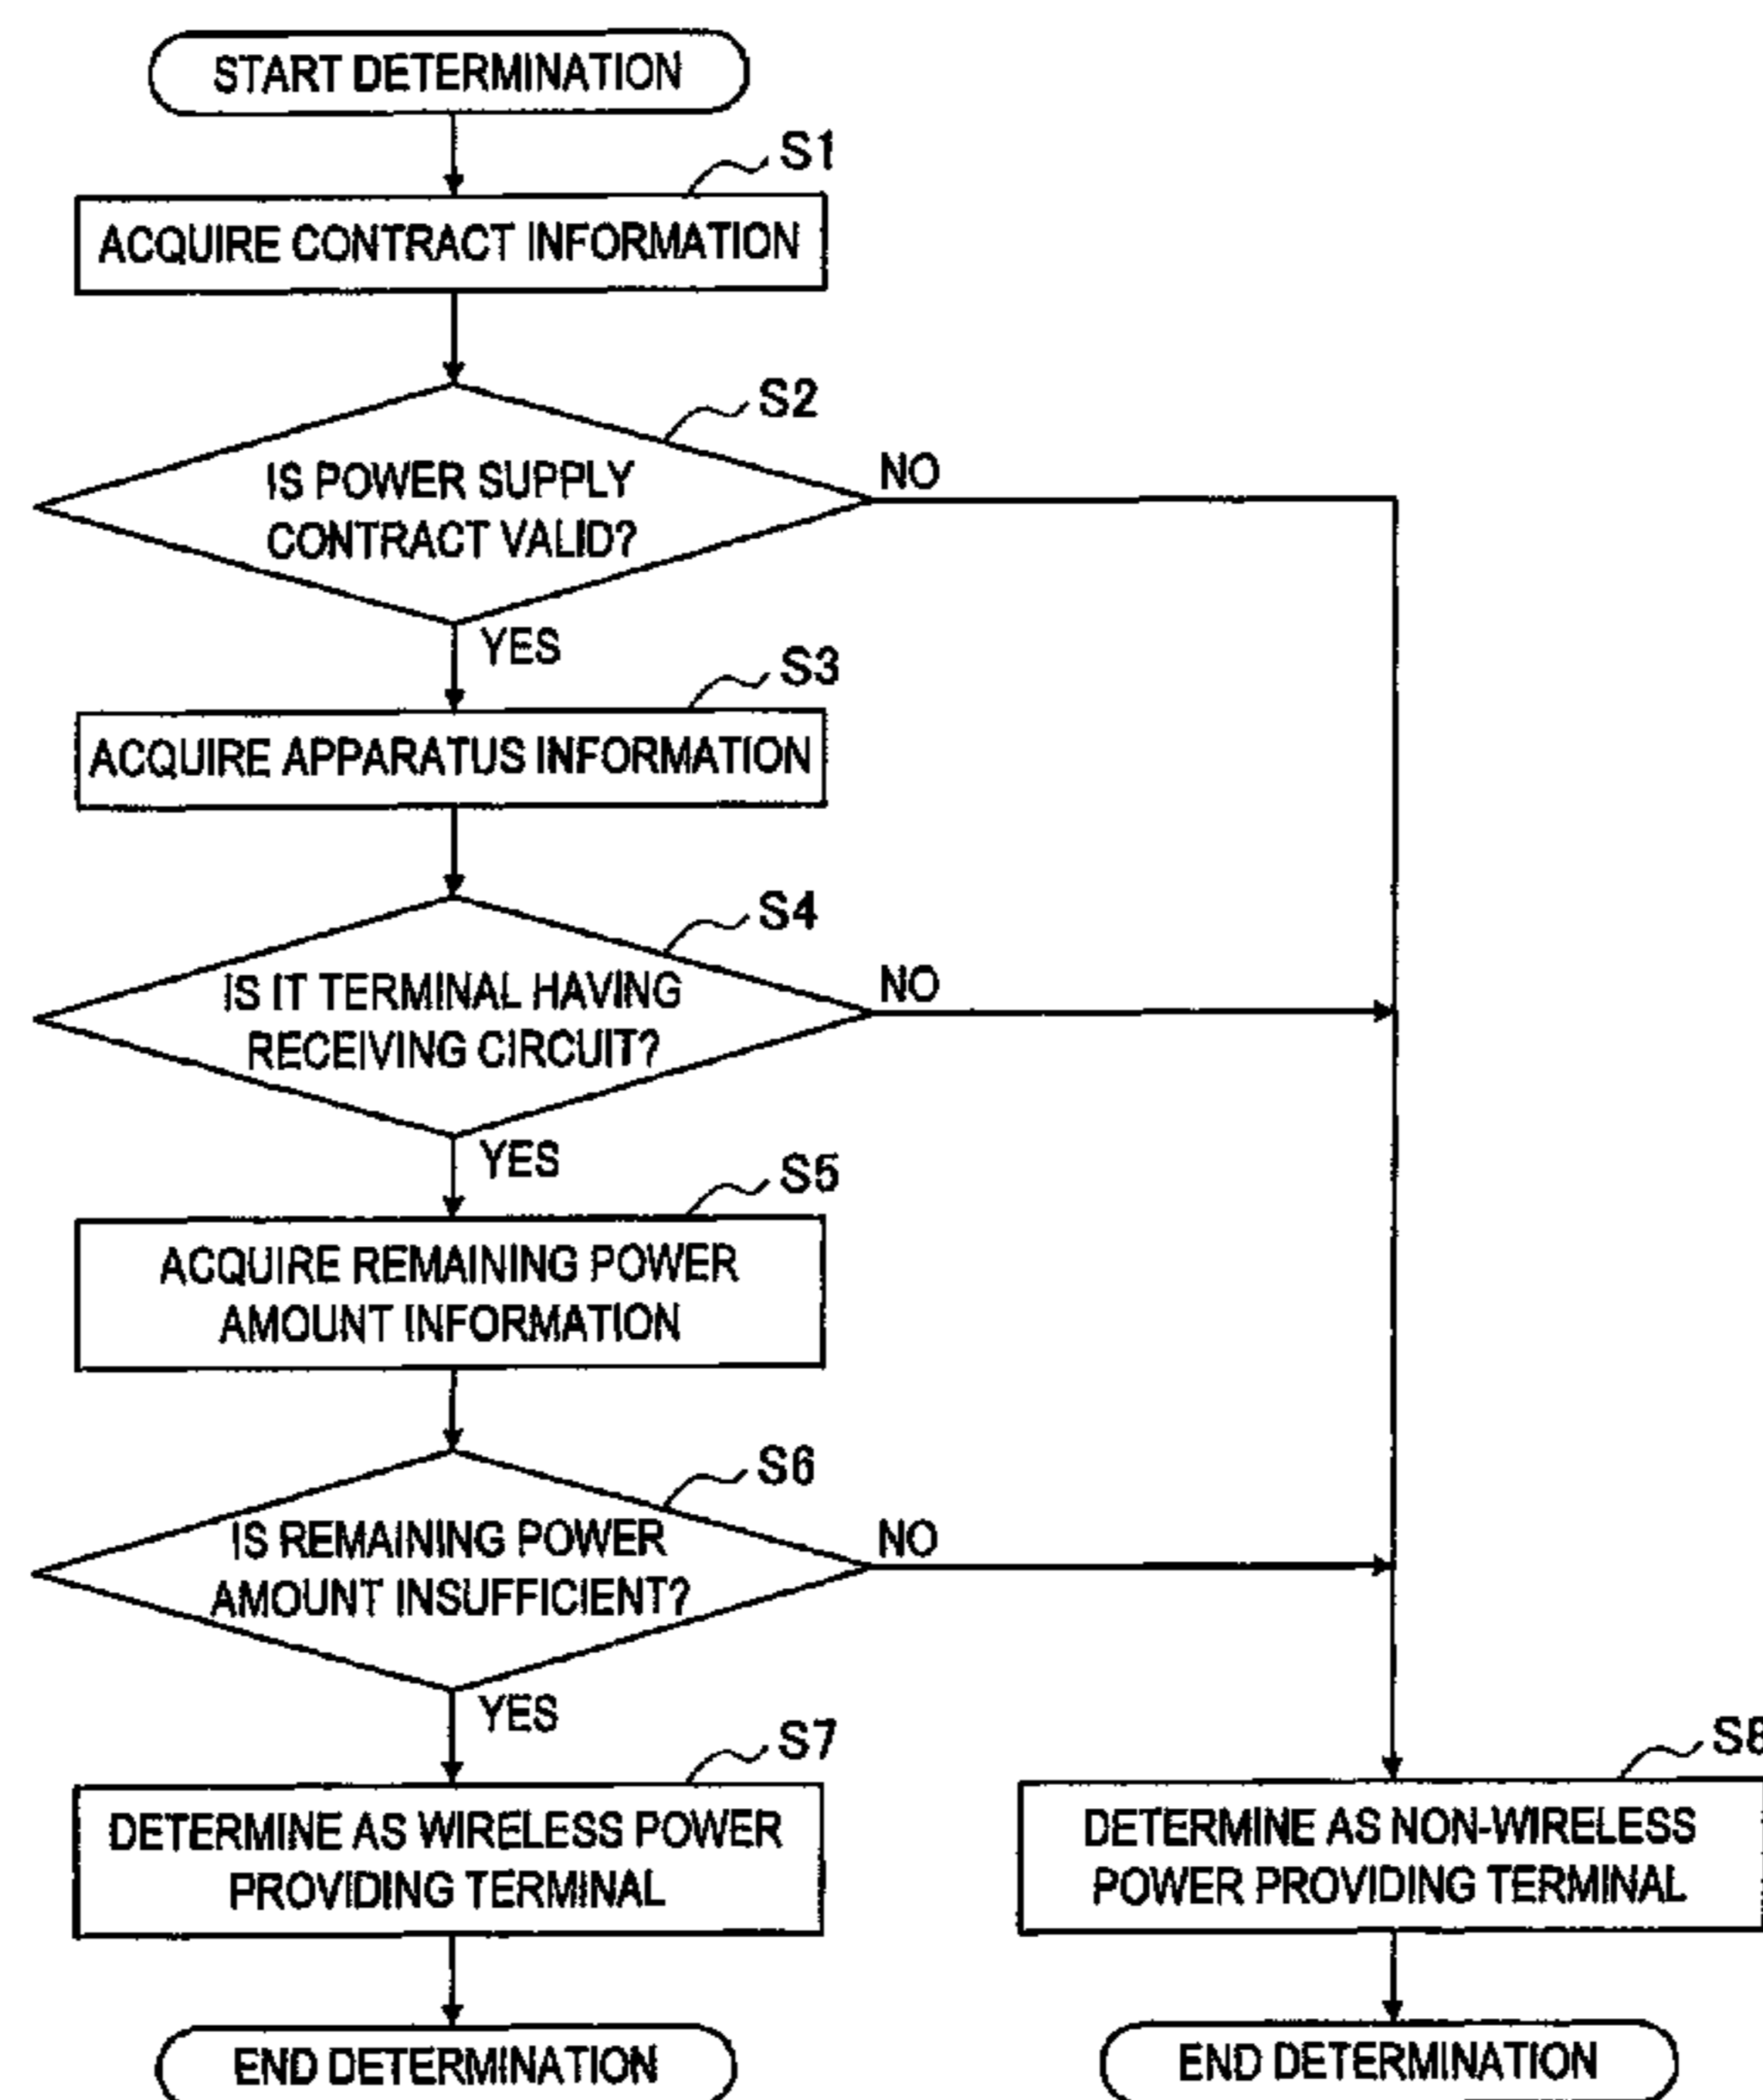 START DETERMINATION
S1
ACQUIRE CONTRACT INFORMATION
S2
IS POWER SUPPLY
CONTRACT VALID?
NO
YES
S3
ACQUIRE APPARATUS INFORMATION
S4
IS IT TERMINAL HAVING
RECEIVING CIRCUIT?
NO
YES
S5
ACQUIRE REMAINING POWER
AMOUNT INFORMATION
S6
IS REMAINING POWER
AMOUNT INSUFFICIENT?
NO
YES
S7
DETERMINE AS WIRELESS POWER
PROVIDING TERMINAL
S8
DETERMINE AS NON-WIRELESS
POWER PROVIDING TERMINAL
END DETERMINATION
END DETERMINATION